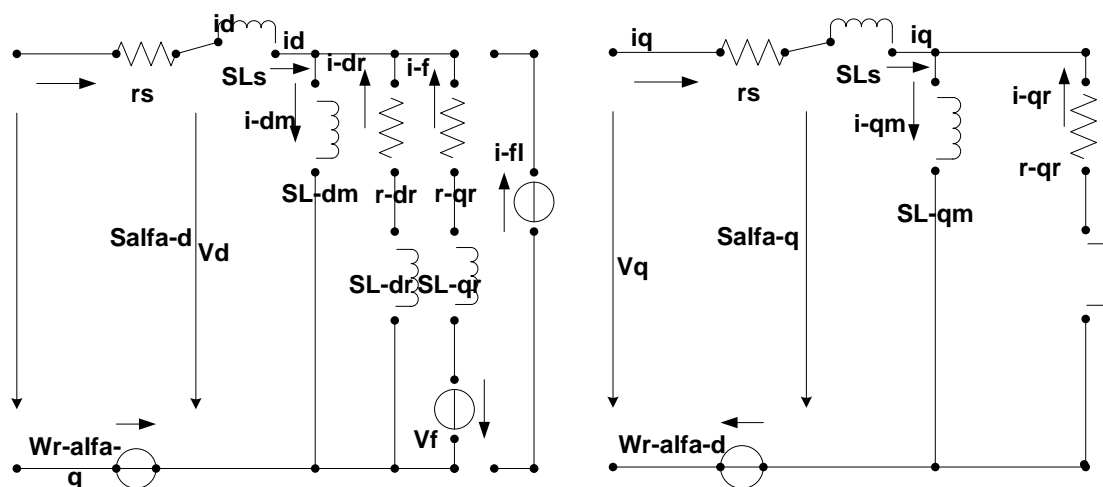 id
id
SLs
rs
i-dr
i-f
i-dm
i-fl
SL-dm
r-dr
r-qr
Salfa-d
Vd
SL-dr
SL-qr
Vf
Wr-alfa-
q
iq
iq
SLs
rs
i-qr
i-qm
r-qr
SL-qm
Salfa-q
Vq
Wr-alfa-d